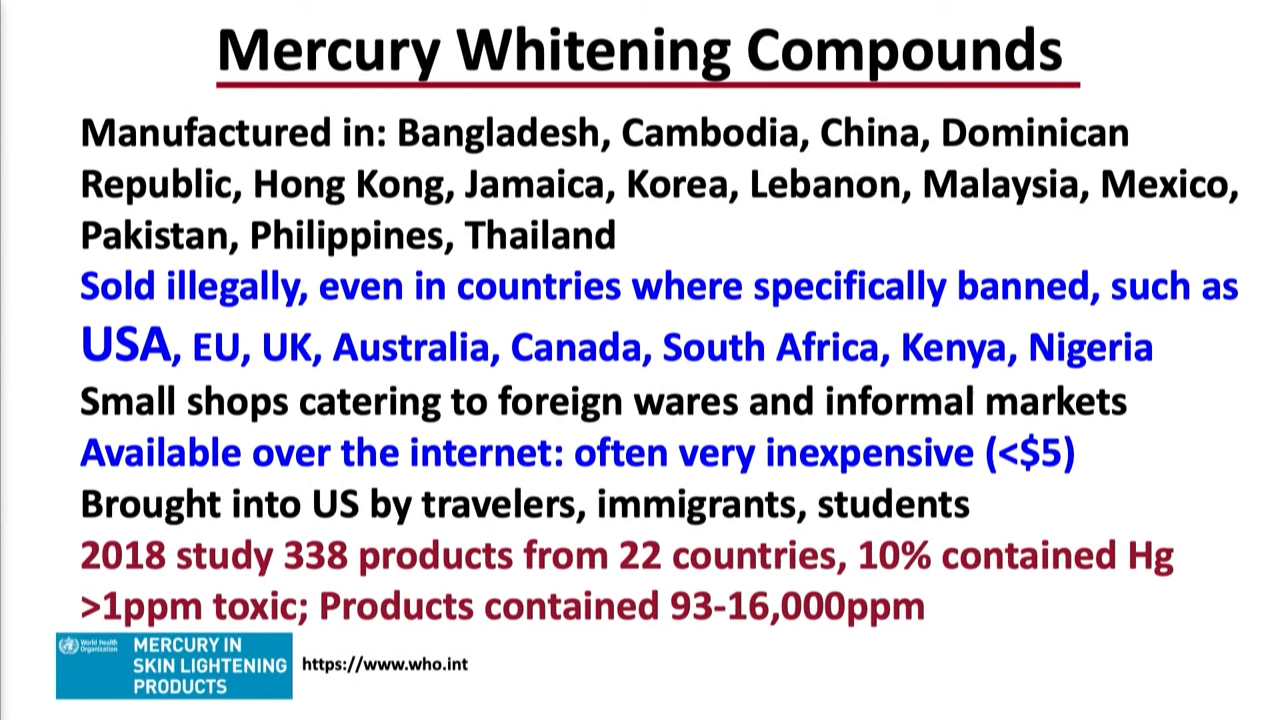 Mercury Whitening Compounds
Manufactured in: Bangladesh, Cambodia, China, Dominican
Republic, Hong Kong, Jamaica, Korea, Lebanon, Malaysia, Mexico,
Pakistan, Philippines, Thailand
Sold illegally, even in countries where specifically banned, such as
USA, EU, UK, Australia, Canada, South Africa, Kenya, Nigeria
Small shops catering to foreign wares and informal markets
Available over the internet: often very inexpensive (<$5)
Brought into US by travelers, immigrants, students
2018 study 338 products from 22 countries, 10% contained Hg
>1ppm toxic; Products contained 93-16,000ppm
World Health
Organization
MERCURY IN
SKIN LIGHTENING
PRODUCTS
https://www.who.int